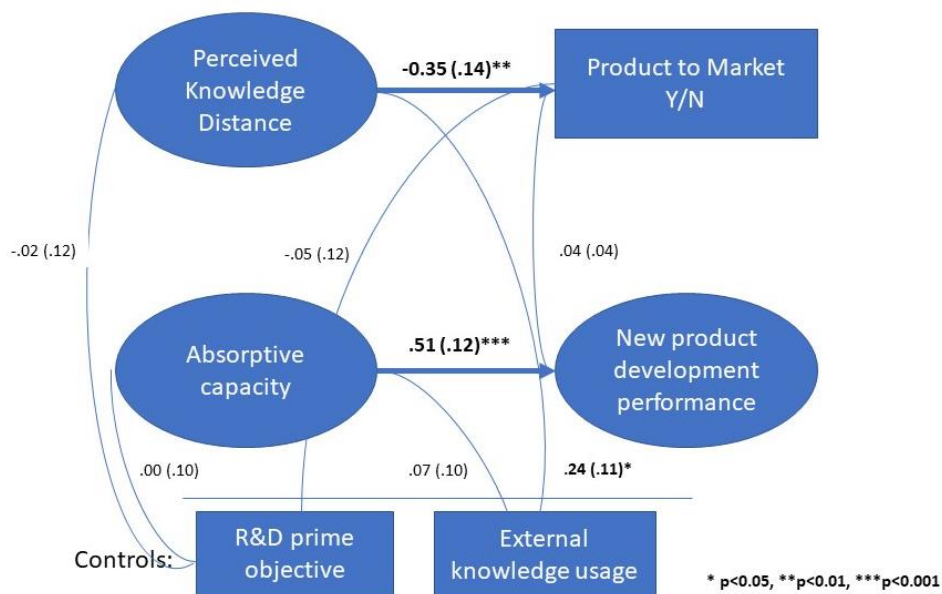 Perceived
Knowledge
Distance
-0.35 (.14)**
Product to Market
Y/N
-.02 (.12)
-.05 (.12)
.04 (.04)
Absorptive
capacity
.51 (.12)***
New product
development
performance
.00 (.10)
.07 (.10)
.24 (.11)*
Controls:
R&D prime
objective
External
knowledge usage
* p<0.05, **p<0.01, ***p<0.001